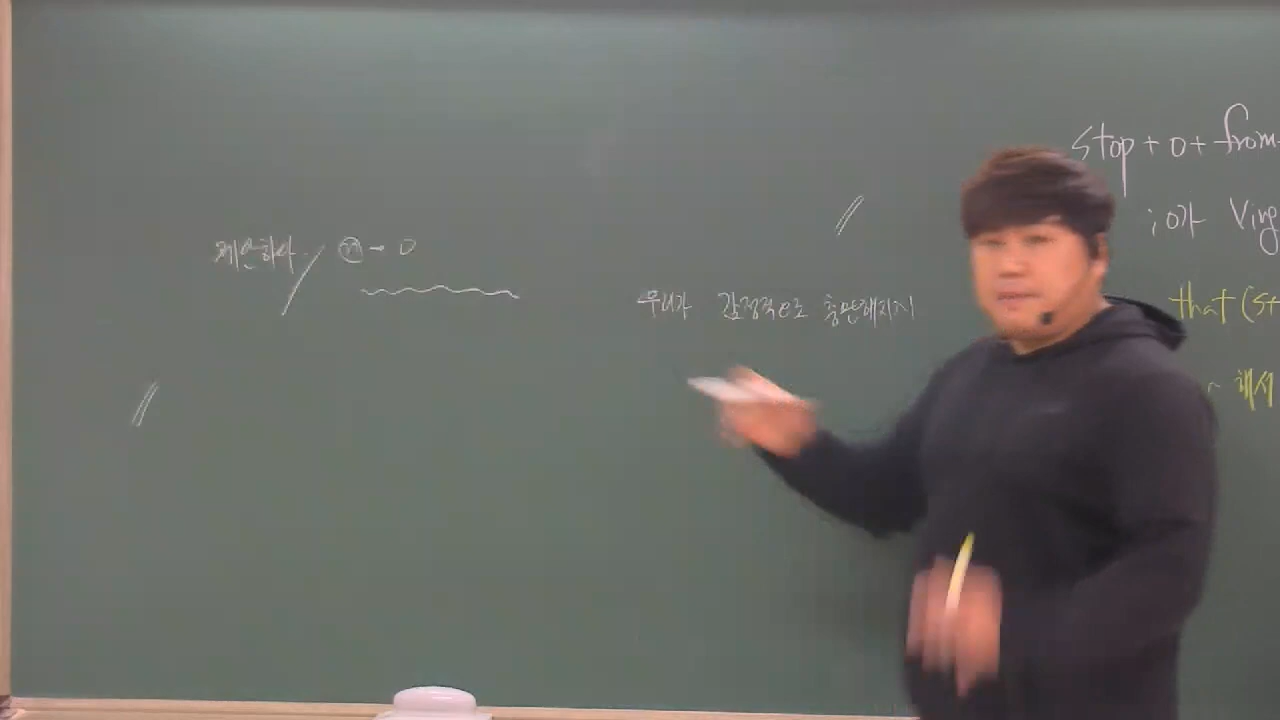 제안하다 / ⓜ → O
우리가 감정적으로 충만해지기
stop + O + from
; O가 Ving
that (S+
~ 해서